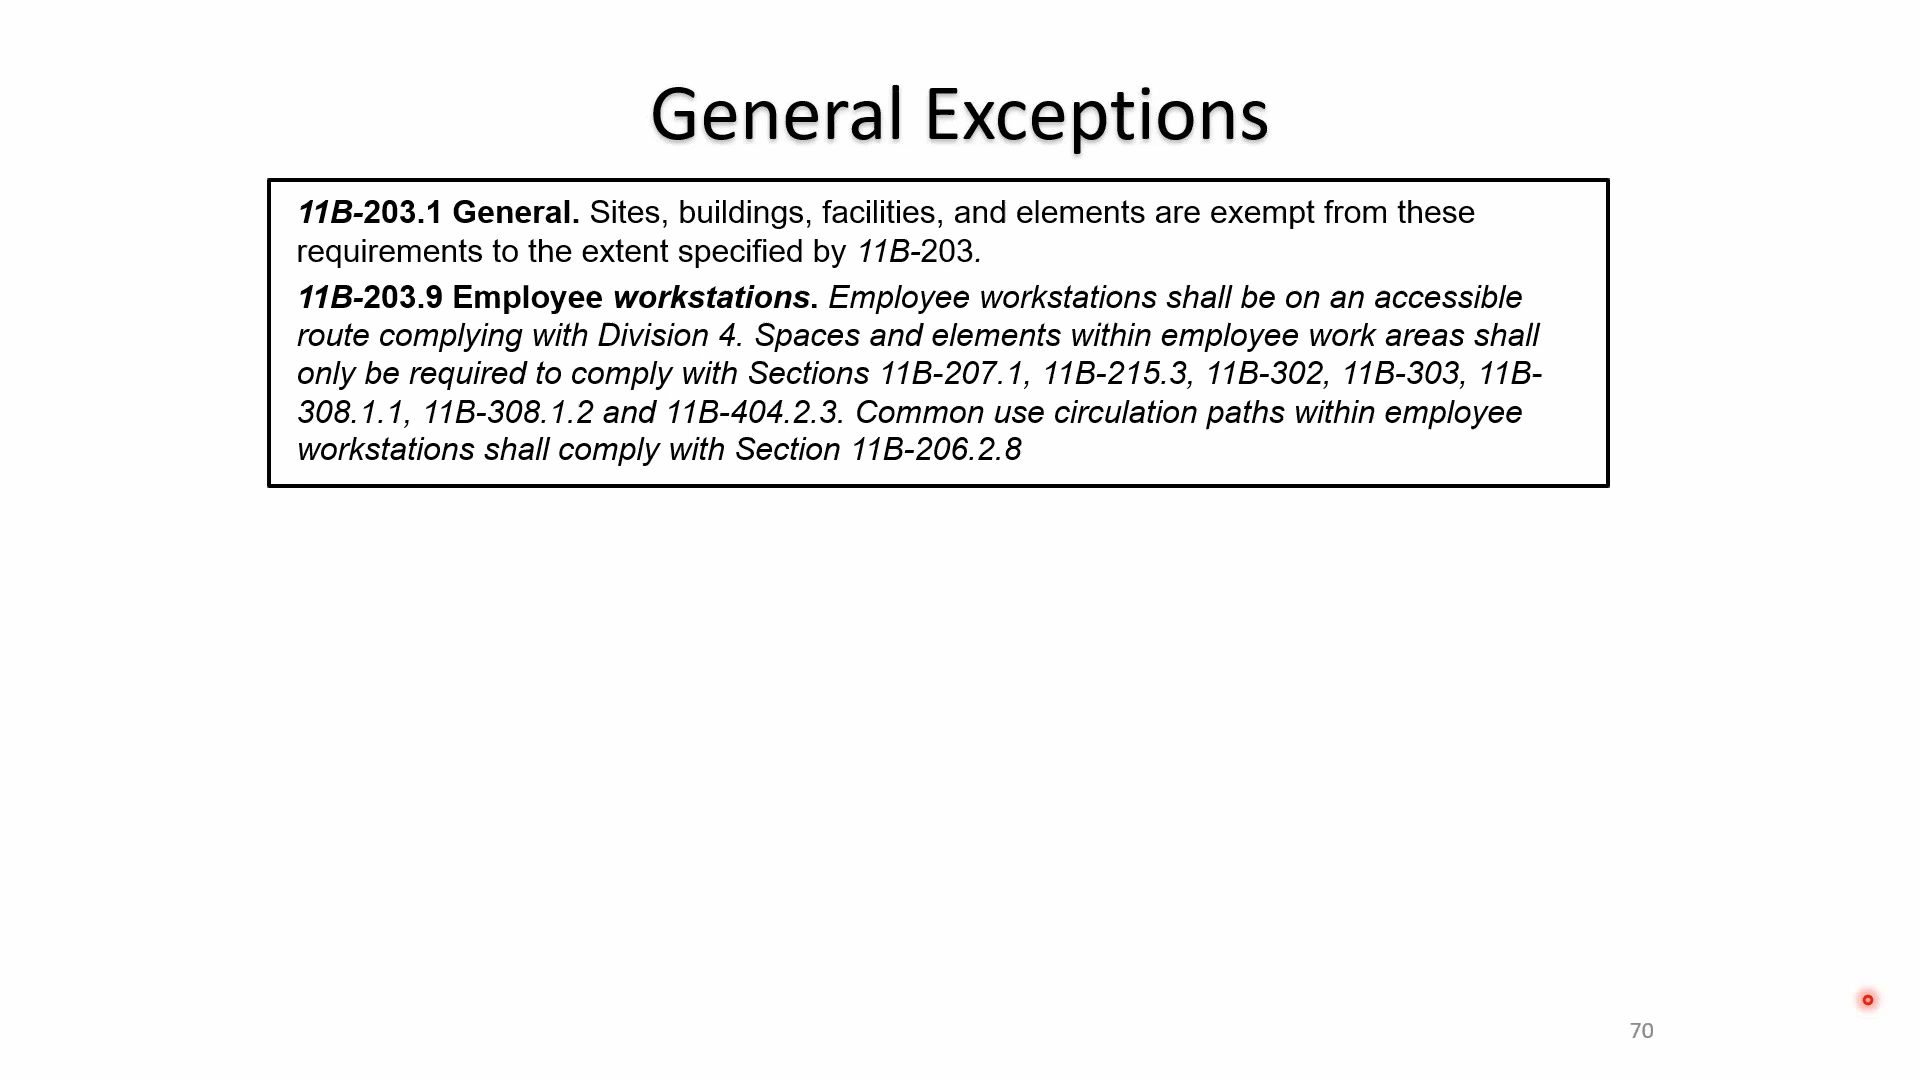 General Exceptions
11B-203.1 General. Sites, buildings, facilities, and elements are exempt from these
requirements to the extent specified by 11B-203.
11B-203.9 Employee workstations. Employee workstations shall be on an accessible
route complying with Division 4. Spaces and elements within employee work areas shall
only be required to comply with Sections 11B-207.1, 11B-215.3, 11B-302, 11B-303, 11B-
308.1.1, 11B-308.1.2 and 11B-404.2.3. Common use circulation paths within employee
workstations shall comply with Section 11B-206.2.8
70